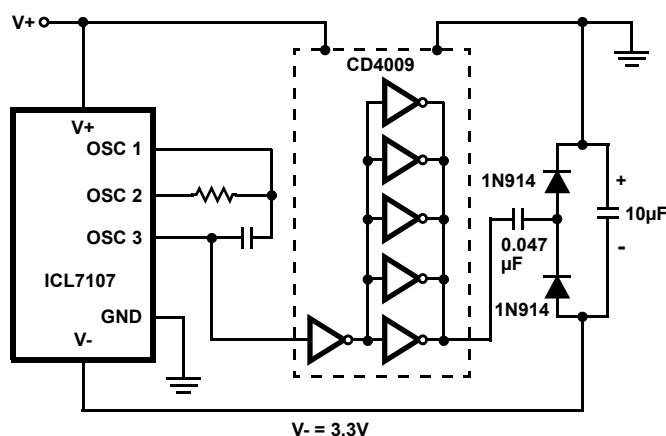 V+
CD4009
V+
OSC 1
OSC 2
OSC 3
ICL7107
GND
V-
1N914
+
10µF
-
0.047
µF
1N914
V- = 3.3V